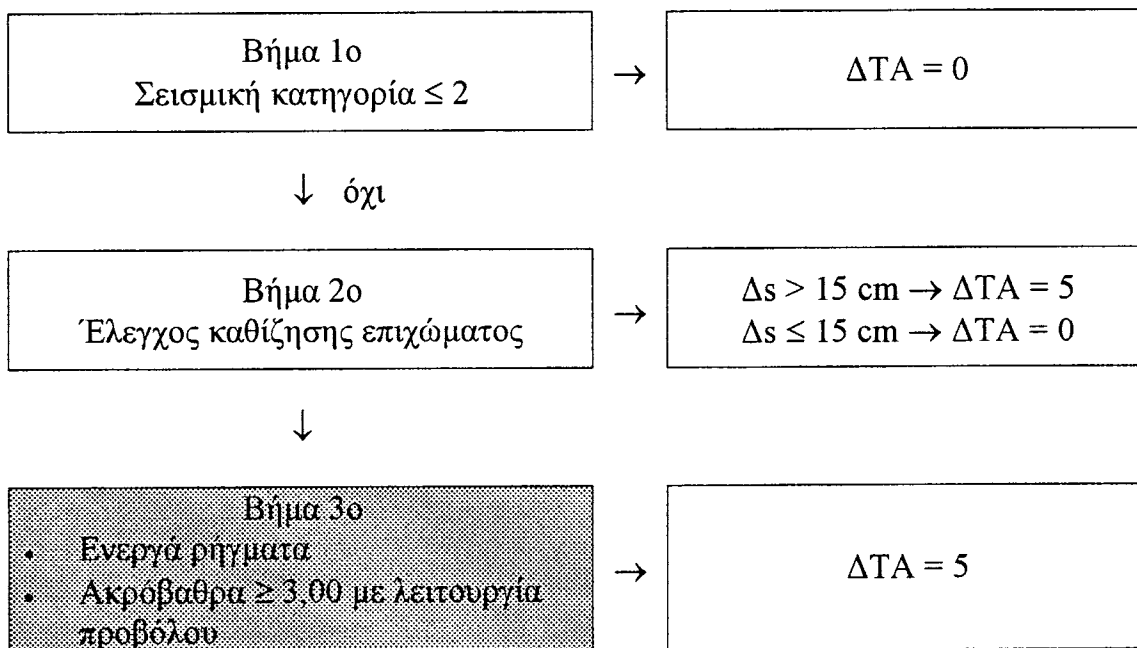 Βήμα 1ο
Σεισμική κατηγορία ≤ 2
→
ΔΤΑ = 0
↓ όχι
Βήμα 2ο
Έλεγχος καθίζησης επιχώματος
→
Δs > 15 cm → ΔΤΑ = 5
Δs ≤ 15 cm → ΔΤΑ = 0
↓
Βήμα 3ο
• Ενεργά ρήγματα
• Ακρόβαθρα ≥ 3,00 με λειτουργία
προβόλου
→
ΔΤΑ = 5